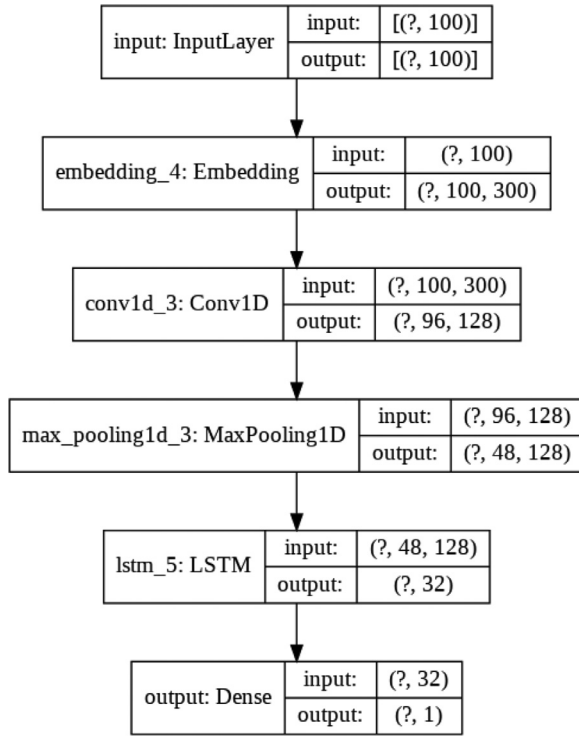 input: InputLayer
input: [(?, 100)]
output: [(?, 100)]
embedding_4: Embedding
input: (?, 100)
output: (?, 100, 300)
conv1d_3: Conv1D
input: (?, 100, 300)
output: (?, 96, 128)
max_pooling1d_3: MaxPooling1D
input: (?, 96, 128)
output: (?, 48, 128)
lstm_5: LSTM
input: (?, 48, 128)
output: (?, 32)
output: Dense
input: (?, 32)
output: (?, 1)